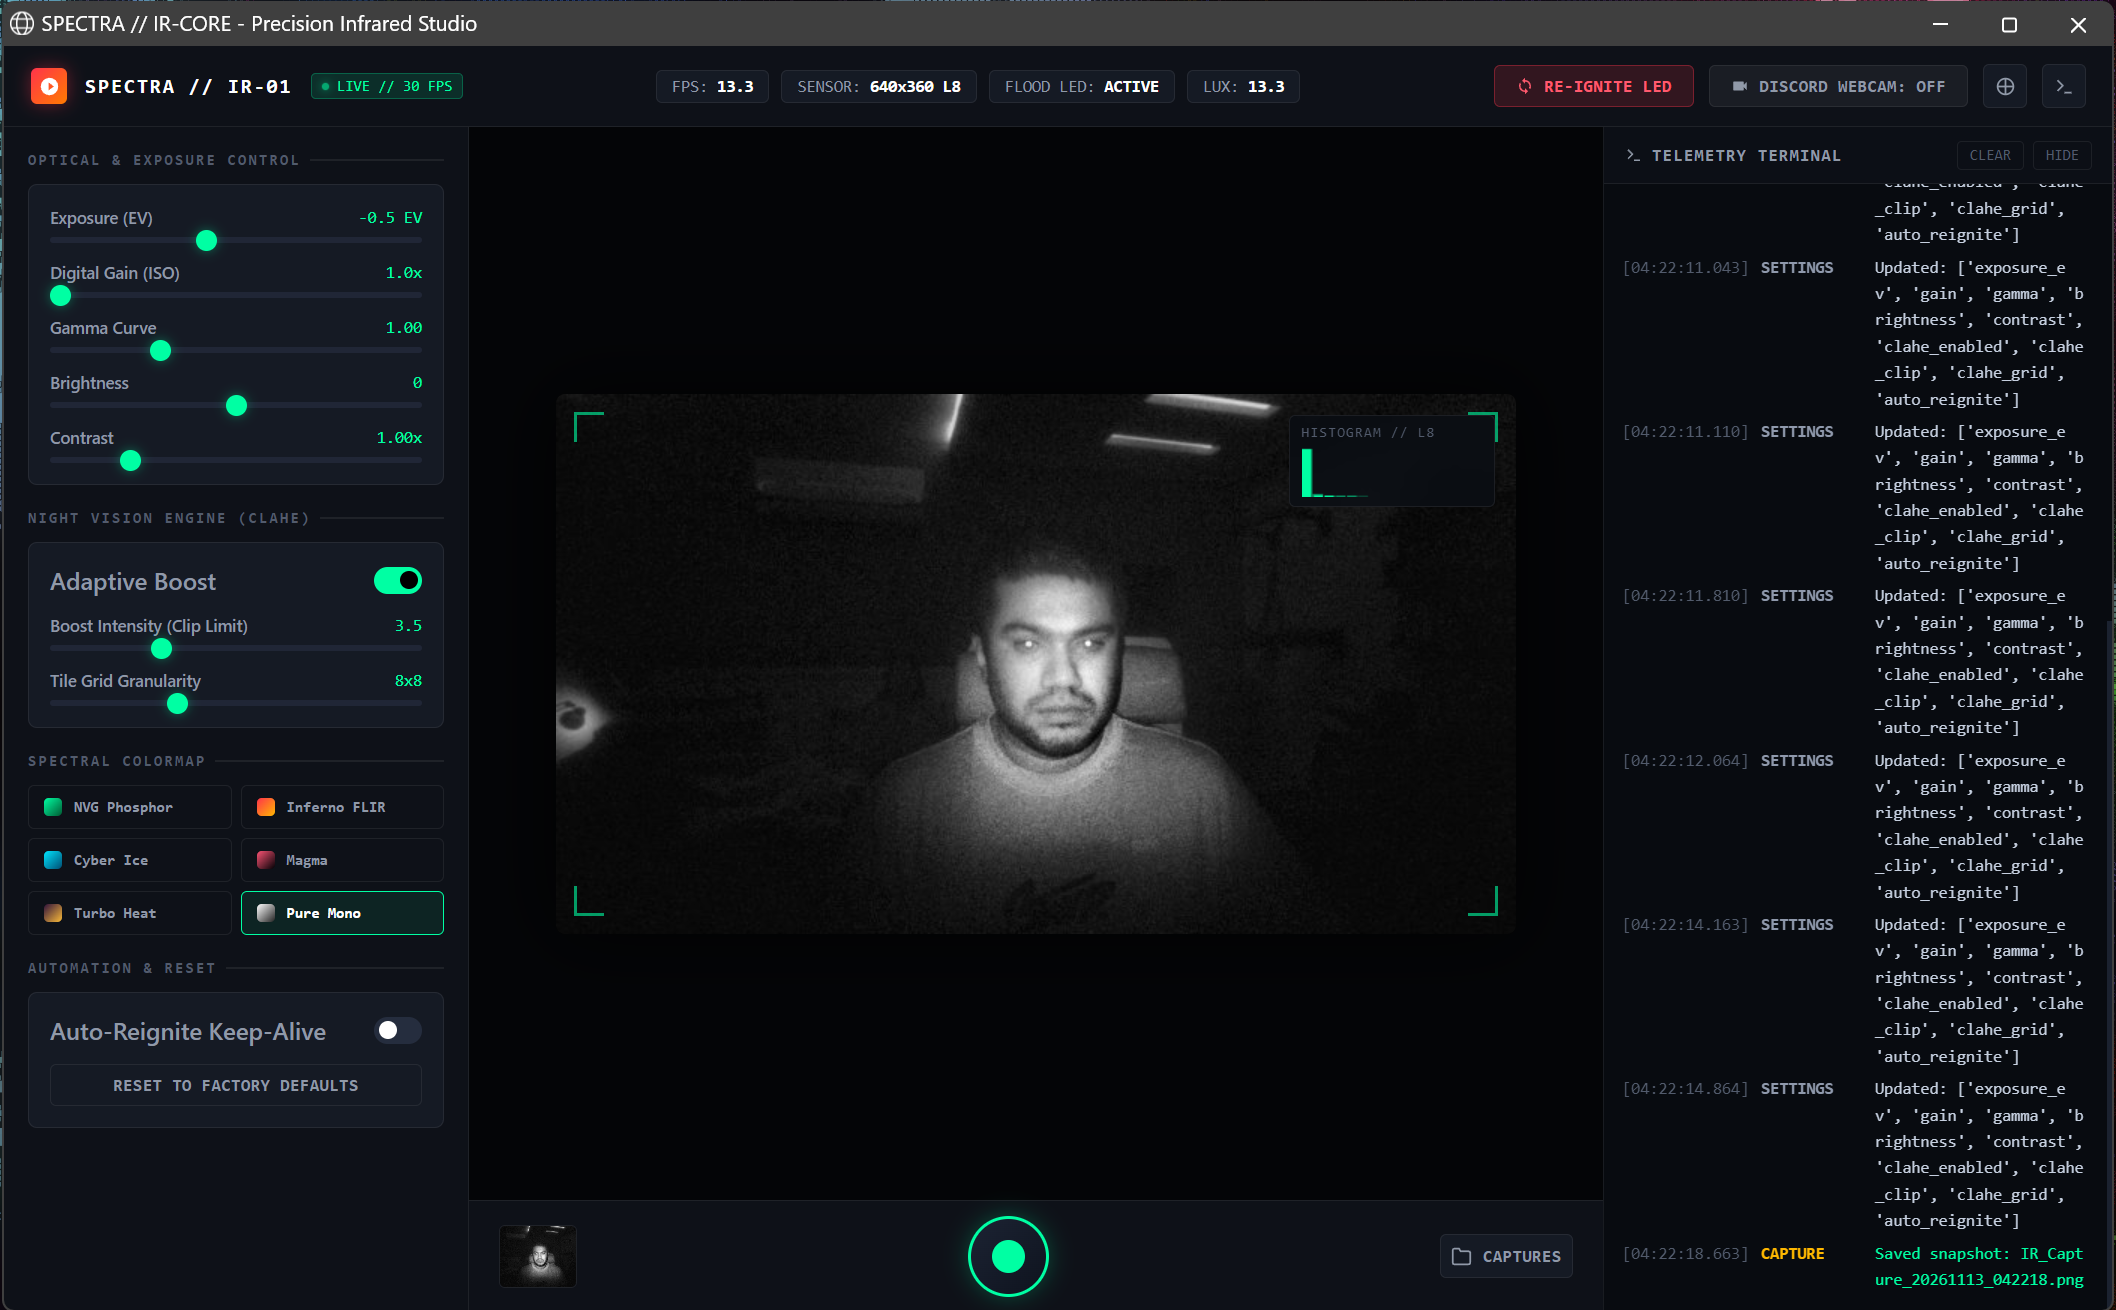 SPECTRA // IR-CORE - Precision Infrared Studio
SPECTRA // IR-01
LIVE // 30 FPS
FPS: 13.3
SENSOR: 640x360 L8
FLOOD LED: ACTIVE
LUX: 13.3
RE-IGNITE LED
DISCORD WEBCAM: OFF
OPTICAL & EXPOSURE CONTROL
Exposure (EV)
-0.5 EV
Digital Gain (ISO)
1.0x
Gamma Curve
1.00
Brightness
0
Contrast
1.00x
NIGHT VISION ENGINE (CLAHE)
Adaptive Boost
Boost Intensity (Clip Limit)
3.5
Tile Grid Granularity
8x8
SPECTRAL COLORMAP
NVG Phosphor
Inferno FLIR
Cyber Ice
Magma
Turbo Heat
Pure Mono
AUTOMATION & RESET
Auto-Reignite Keep-Alive
RESET TO FACTORY DEFAULTS
HISTOGRAM // L8
CAPTURES
>_ TELEMETRY TERMINAL
CLEAR
HIDE
'clahe_enabled', 'clahe
_clip', 'clahe_grid',
'auto_reignite']
[04:22:11.043] SETTINGS Updated: ['exposure_e
v', 'gain', 'gamma', 'b
rightness', 'contrast',
'clahe_enabled', 'clahe
_clip', 'clahe_grid',
'auto_reignite']
[04:22:11.110] SETTINGS Updated: ['exposure_e
v', 'gain', 'gamma', 'b
rightness', 'contrast',
'clahe_enabled', 'clahe
_clip', 'clahe_grid',
'auto_reignite']
[04:22:11.810] SETTINGS Updated: ['exposure_e
v', 'gain', 'gamma', 'b
rightness', 'contrast',
'clahe_enabled', 'clahe
_clip', 'clahe_grid',
'auto_reignite']
[04:22:12.064] SETTINGS Updated: ['exposure_e
v', 'gain', 'gamma', 'b
rightness', 'contrast',
'clahe_enabled', 'clahe
_clip', 'clahe_grid',
'auto_reignite']
[04:22:14.163] SETTINGS Updated: ['exposure_e
v', 'gain', 'gamma', 'b
rightness', 'contrast',
'clahe_enabled', 'clahe
_clip', 'clahe_grid',
'auto_reignite']
[04:22:14.864] SETTINGS Updated: ['exposure_e
v', 'gain', 'gamma', 'b
rightness', 'contrast',
'clahe_enabled', 'clahe
_clip', 'clahe_grid',
'auto_reignite']
[04:22:18.663] CAPTURE Saved snapshot: IR_Capt
ure_20261113_042218.png